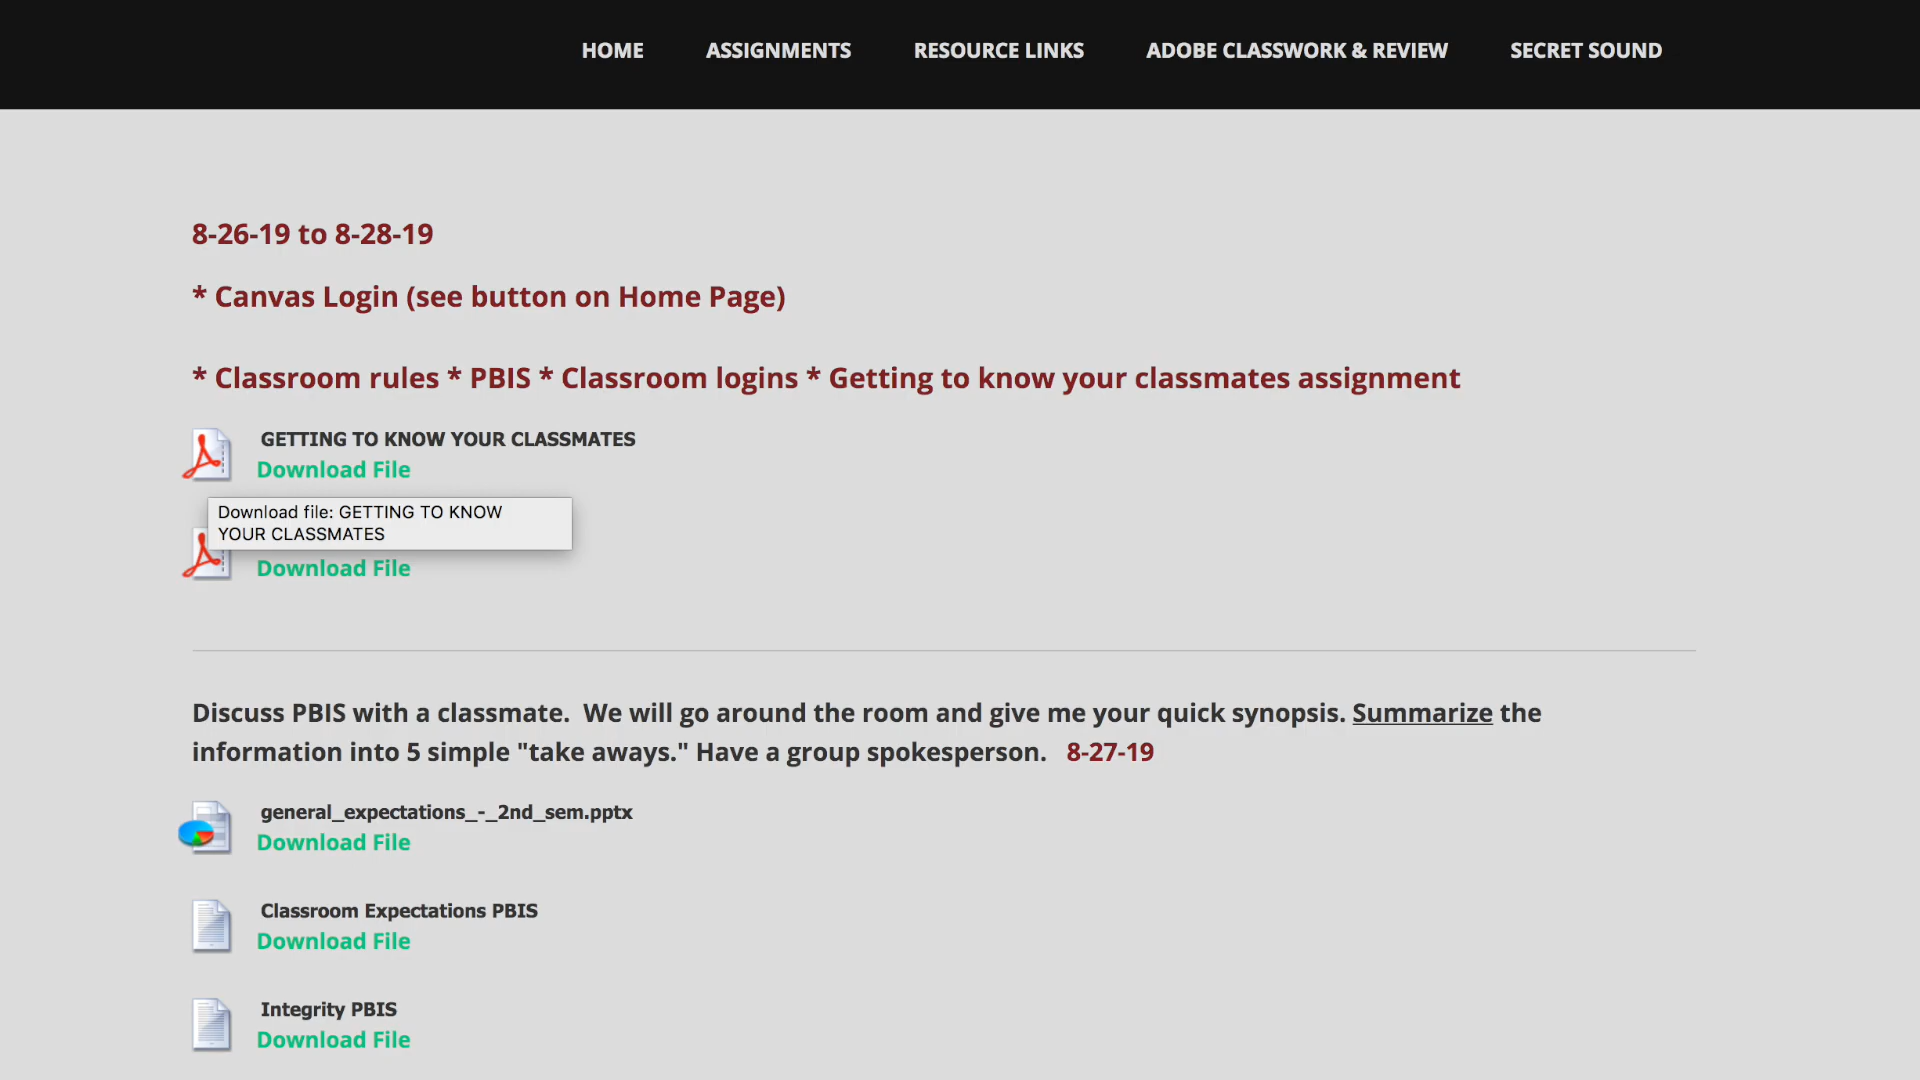 HOME ASSIGNMENTS RESOURCE LINKS ADOBE CLASSWORK & REVIEW SECRET SOUND
8-26-19 to 8-28-19
* Canvas Login (see button on Home Page)
* Classroom rules * PBIS * Classroom logins * Getting to know your classmates assignment
GETTING TO KNOW YOUR CLASSMATES
Download File
Download file: GETTING TO KNOW
YOUR CLASSMATES
Download File
Discuss PBIS with a classmate.  We will go around the room and give me your quick synopsis. Summarize the
information into 5 simple "take aways." Have a group spokesperson.   8-27-19
general_expectations_-_2nd_sem.pptx
Download File
Classroom Expectations PBIS
Download File
Integrity PBIS
Download File